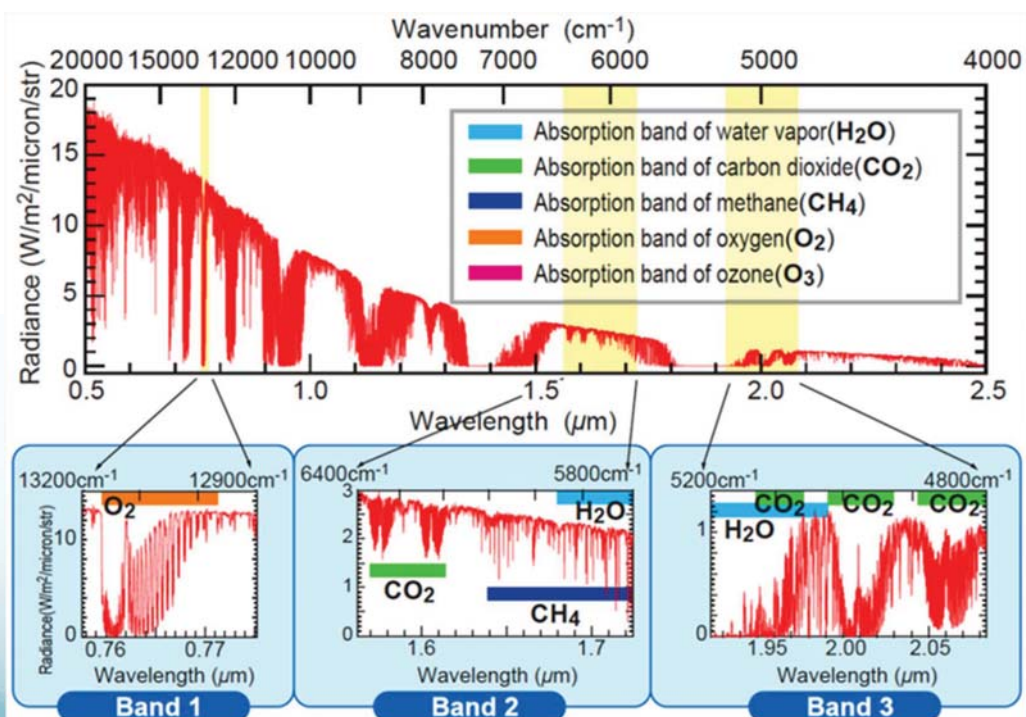 Wavenumber (cm-1)
20000 15000 12000 10000 8000 7000 6000 5000 4000
Radiance (W/m2/micron/str)
20
15
10
5
0
Absorption band of water vapor(H2O)
Absorption band of carbon dioxide(CO2)
Absorption band of methane(CH4)
Absorption band of oxygen(O2)
Absorption band of ozone(O3)
0.5 1.0 1.5 2.0 2.5
Wavelength (μm)
13200cm-1 12900cm-1
O2
Radiance(W/m2/micron/str)
10
0
0.76 0.77
Wavelength (μm)
Band 1
6400cm-1 5800cm-1
3
2
1
0
H2O
CO2
CH4
1.6 1.7
Wavelength (μm)
Band 2
5200cm-1 4800cm-1
CO2 CO2 CO2
H2O
1
0
1.95 2.00 2.05
Wavelength (μm)
Band 3